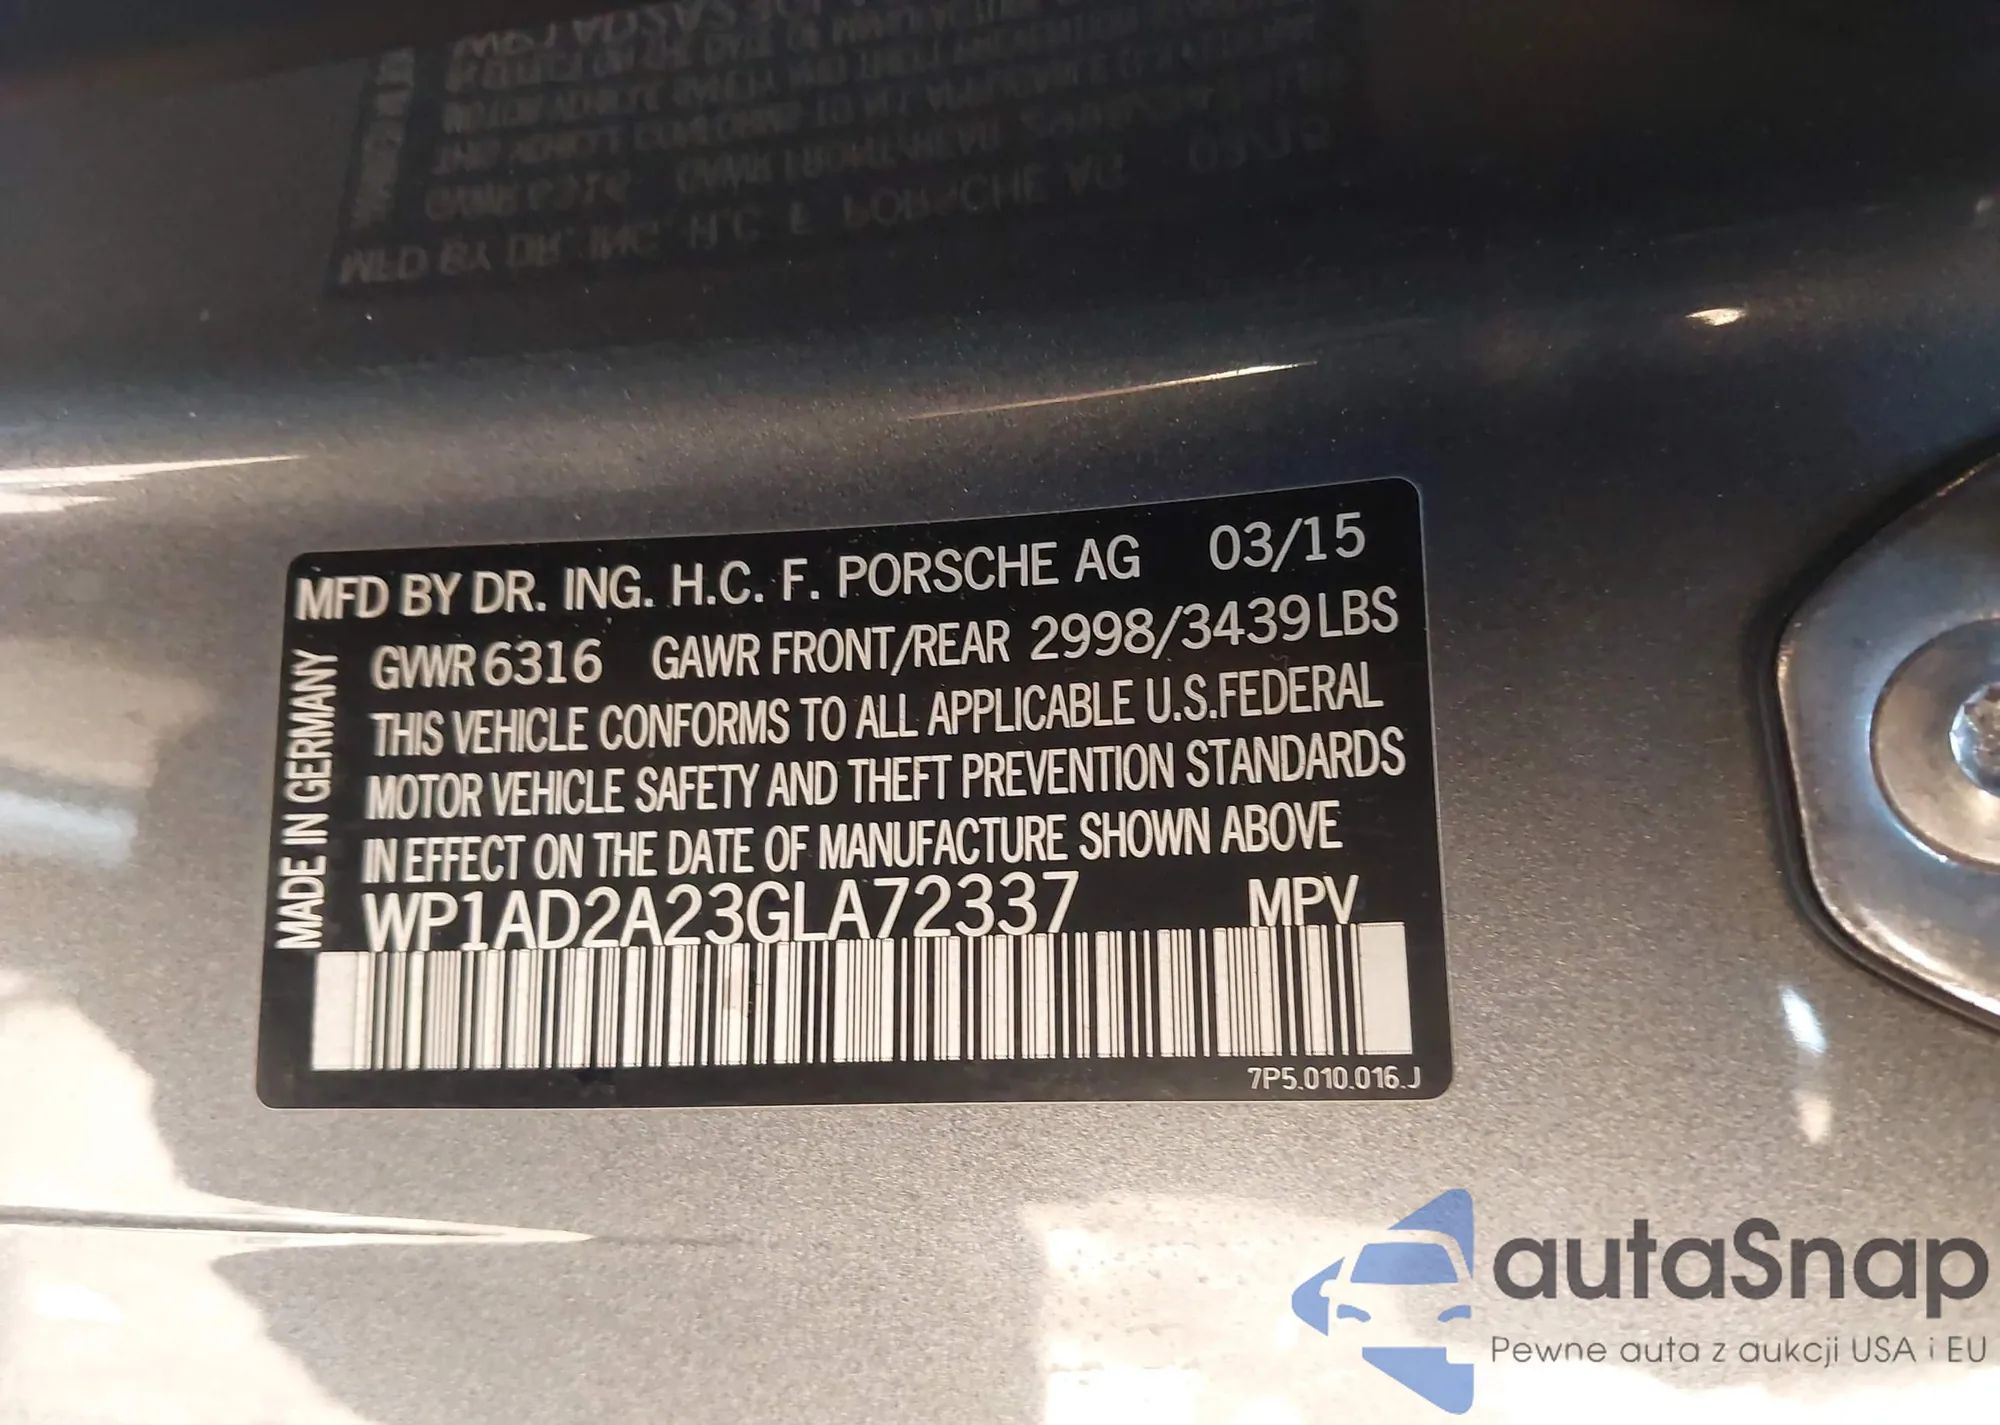 MFD BY DR. ING. H.C. F. PORSCHE AG 03/15
GVWR 6316 GAWR FRONT/REAR 2998/3439 LBS
THIS VEHICLE CONFORMS TO ALL APPLICABLE U.S.FEDERAL
MOTOR VEHICLE SAFETY AND THEFT PREVENTION STANDARDS
IN EFFECT ON THE DATE OF MANUFACTURE SHOWN ABOVE
WP1AD2A23GLA72337 MPV
MADE IN GERMANY
7P5.010.016.J
autaSnap
Pewne auta z aukcji USA i EU